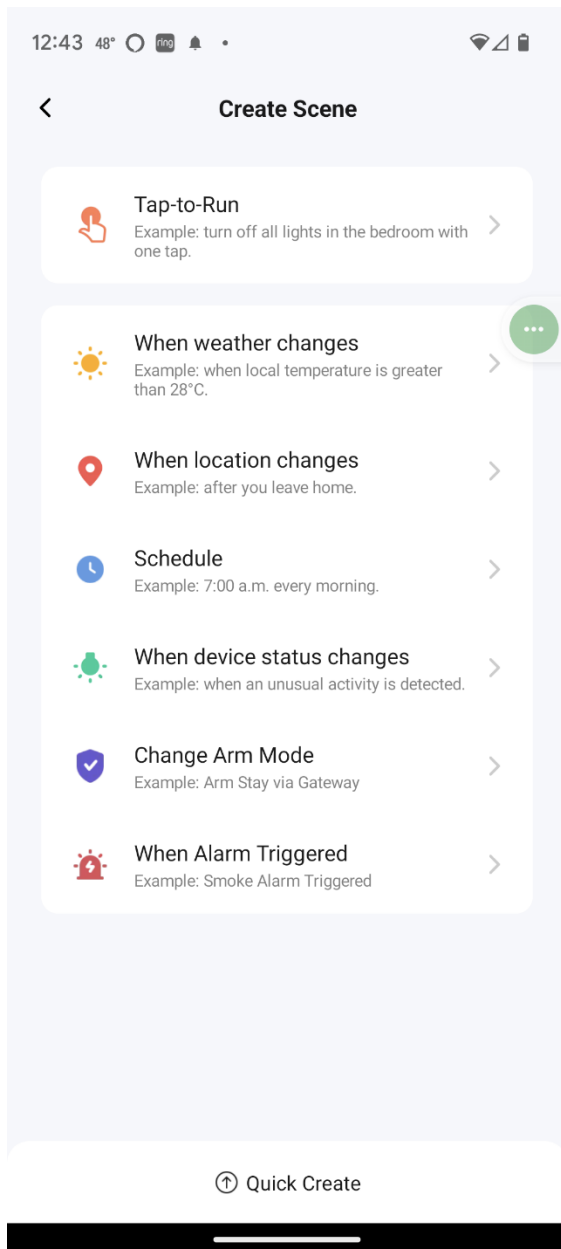 12:43 48° ring
Create Scene
Tap-to-Run
Example: turn off all lights in the bedroom with
one tap.
When weather changes
Example: when local temperature is greater
than 28°C.
When location changes
Example: after you leave home.
Schedule
Example: 7:00 a.m. every morning.
When device status changes
Example: when an unusual activity is detected.
Change Arm Mode
Example: Arm Stay via Gateway
When Alarm Triggered
Example: Smoke Alarm Triggered
Quick Create